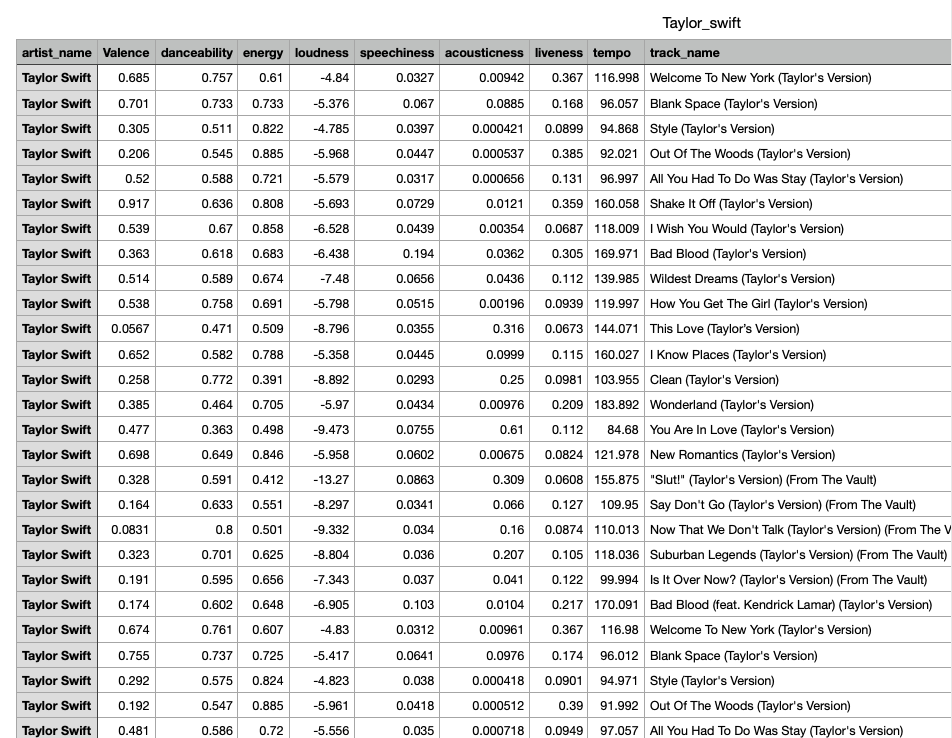 Taylor_swift
artist_name Valence danceability energy loudness speechiness acousticness liveness tempo track_name
Taylor Swift 0.685 0.757 0.61 -4.84 0.0327 0.00942 0.367 116.998 Welcome To New York (Taylor's Version)
Taylor Swift 0.701 0.733 0.733 -5.376 0.067 0.0885 0.168 96.057 Blank Space (Taylor's Version)
Taylor Swift 0.305 0.511 0.822 -4.785 0.0397 0.000421 0.0899 94.868 Style (Taylor's Version)
Taylor Swift 0.206 0.545 0.885 -5.968 0.0447 0.000537 0.385 92.021 Out Of The Woods (Taylor's Version)
Taylor Swift 0.52 0.588 0.721 -5.579 0.0317 0.000656 0.131 96.997 All You Had To Do Was Stay (Taylor's Version)
Taylor Swift 0.917 0.636 0.808 -5.693 0.0729 0.0121 0.359 160.058 Shake It Off (Taylor's Version)
Taylor Swift 0.539 0.67 0.858 -6.528 0.0439 0.00354 0.0687 118.009 I Wish You Would (Taylor's Version)
Taylor Swift 0.363 0.618 0.683 -6.438 0.194 0.0362 0.305 169.971 Bad Blood (Taylor's Version)
Taylor Swift 0.514 0.589 0.674 -7.48 0.0656 0.0436 0.112 139.985 Wildest Dreams (Taylor's Version)
Taylor Swift 0.538 0.758 0.691 -5.798 0.0515 0.00196 0.0939 119.997 How You Get The Girl (Taylor's Version)
Taylor Swift 0.0567 0.471 0.509 -8.796 0.0355 0.316 0.0673 144.071 This Love (Taylor's Version)
Taylor Swift 0.652 0.582 0.788 -5.358 0.0445 0.0999 0.115 160.027 I Know Places (Taylor's Version)
Taylor Swift 0.258 0.772 0.391 -8.892 0.0293 0.25 0.0981 103.955 Clean (Taylor's Version)
Taylor Swift 0.385 0.464 0.705 -5.97 0.0434 0.00976 0.209 183.892 Wonderland (Taylor's Version)
Taylor Swift 0.477 0.363 0.498 -9.473 0.0755 0.61 0.112 84.68 You Are In Love (Taylor's Version)
Taylor Swift 0.698 0.649 0.846 -5.958 0.0602 0.00675 0.0824 121.978 New Romantics (Taylor's Version)
Taylor Swift 0.328 0.591 0.412 -13.27 0.0863 0.309 0.0608 155.875 "Slut!" (Taylor's Version) (From The Vault)
Taylor Swift 0.164 0.633 0.551 -8.297 0.0341 0.066 0.127 109.95 Say Don't Go (Taylor's Version) (From The Vault)
Taylor Swift 0.0831 0.8 0.501 -9.332 0.034 0.16 0.0874 110.013 Now That We Don't Talk (Taylor's Version) (From The V
Taylor Swift 0.323 0.701 0.625 -8.804 0.036 0.207 0.105 118.036 Suburban Legends (Taylor's Version) (From The Vault)
Taylor Swift 0.191 0.595 0.656 -7.343 0.037 0.041 0.122 99.994 Is It Over Now? (Taylor's Version) (From The Vault)
Taylor Swift 0.174 0.602 0.648 -6.905 0.103 0.0104 0.217 170.091 Bad Blood (feat. Kendrick Lamar) (Taylor's Version)
Taylor Swift 0.674 0.761 0.607 -4.83 0.0312 0.00961 0.367 116.98 Welcome To New York (Taylor's Version)
Taylor Swift 0.755 0.737 0.725 -5.417 0.0641 0.0976 0.174 96.012 Blank Space (Taylor's Version)
Taylor Swift 0.292 0.575 0.824 -4.823 0.038 0.000418 0.0901 94.971 Style (Taylor's Version)
Taylor Swift 0.192 0.547 0.885 -5.961 0.0418 0.000512 0.39 91.992 Out Of The Woods (Taylor's Version)
Taylor Swift 0.481 0.586 0.72 -5.556 0.035 0.000718 0.0949 97.057 All You Had To Do Was Stay (Taylor's Version)